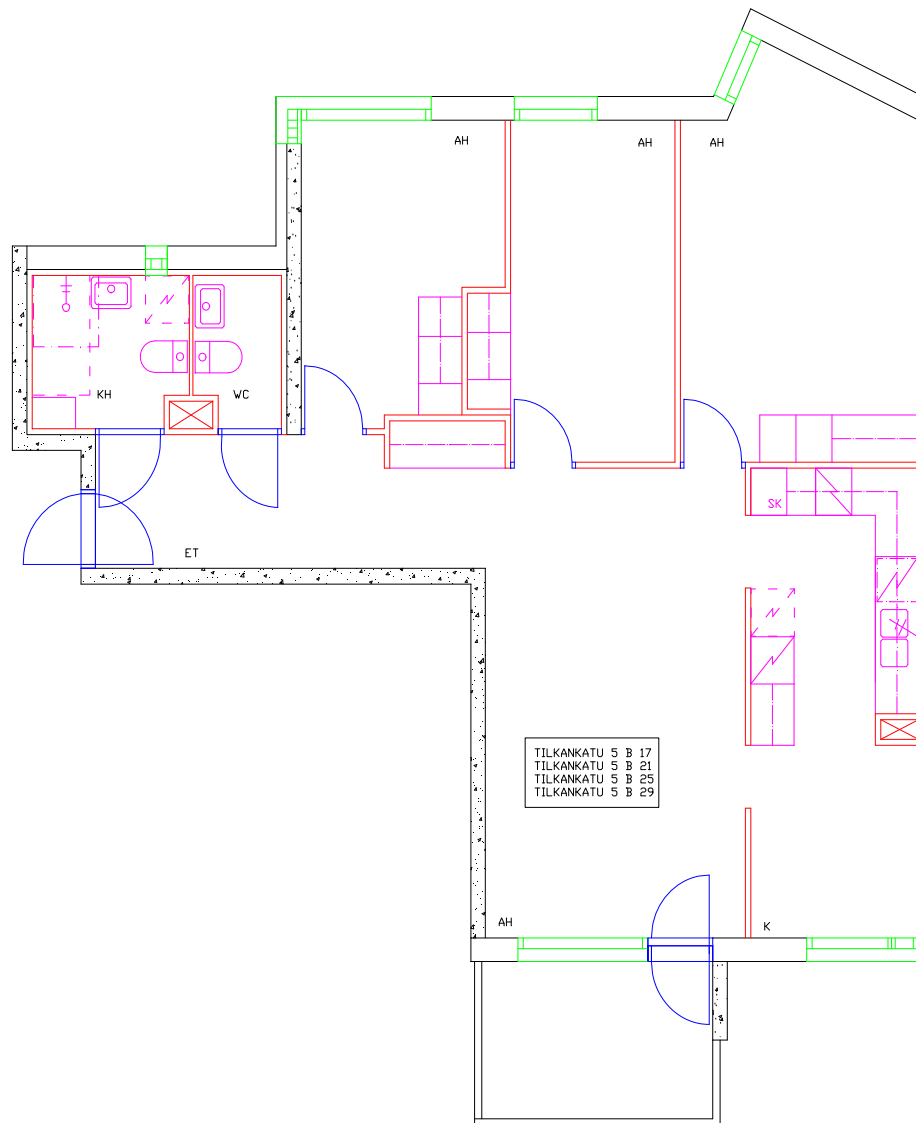 AH
AH
AH
KH
WC
SK
ET
TILKANKATU 5 B 17
TILKANKATU 5 B 21
TILKANKATU 5 B 25
TILKANKATU 5 B 29
AH
K